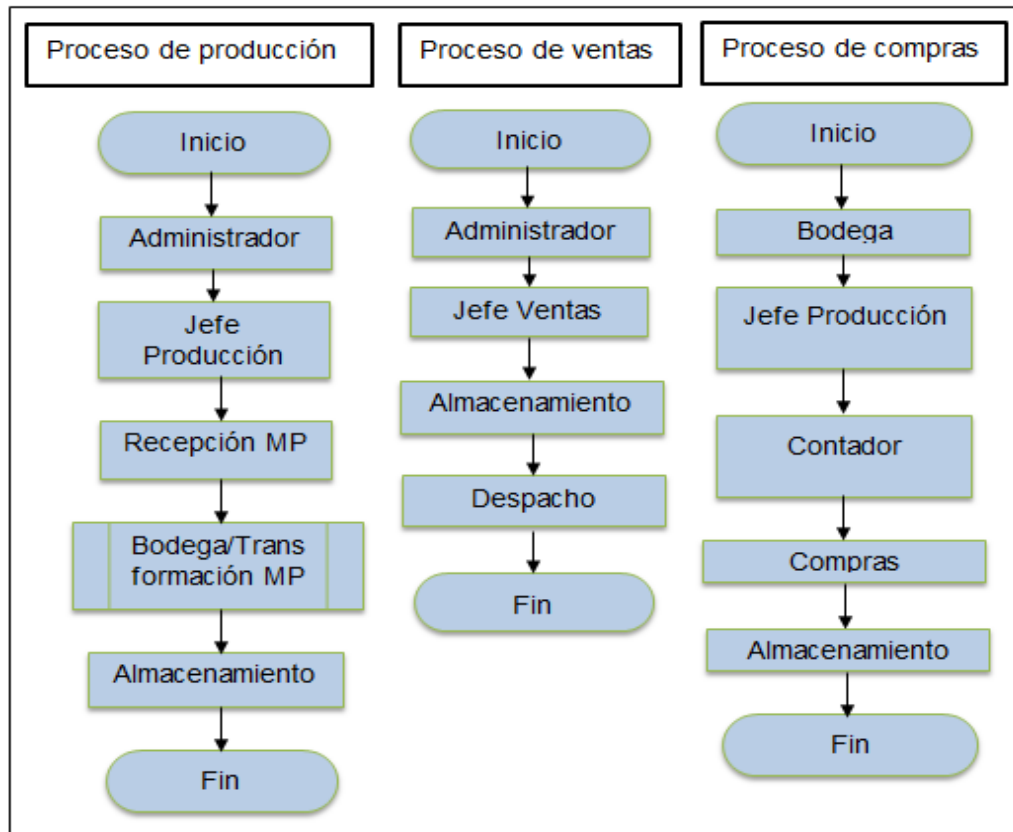 Proceso de producción
Inicio
Administrador
Jefe
Producción
Recepción MP
Bodega/Trans
formación MP
Almacenamiento
Fin
Proceso de ventas
Inicio
Administrador
Jefe Ventas
Almacenamiento
Despacho
Fin
Proceso de compras
Inicio
Bodega
Jefe Producción
Contador
Compras
Almacenamiento
Fin